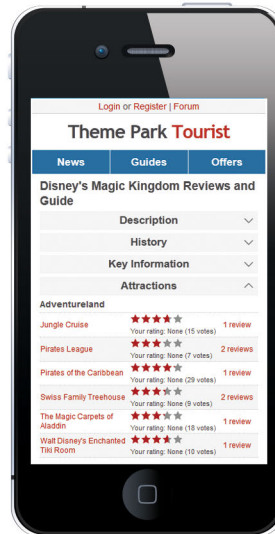 Login or Register | Forum
Theme Park Tourist
News Guides Offers
Disney's Magic Kingdom Reviews and
Guide
Description
History
Key Information
Attractions
Adventureland
Jungle Cruise
Your rating: None (15 votes)
1 review
Pirates League
Your rating: None (7 votes)
2 reviews
Pirates of the Caribbean
Your rating: None (29 votes)
1 review
Swiss Family Treehouse
Your rating: None (9 votes)
2 reviews
The Magic Carpets of
Aladdin
Your rating: None (18 votes)
1 review
Walt Disney's Enchanted
Tiki Room
Your rating: None (10 votes)
1 review